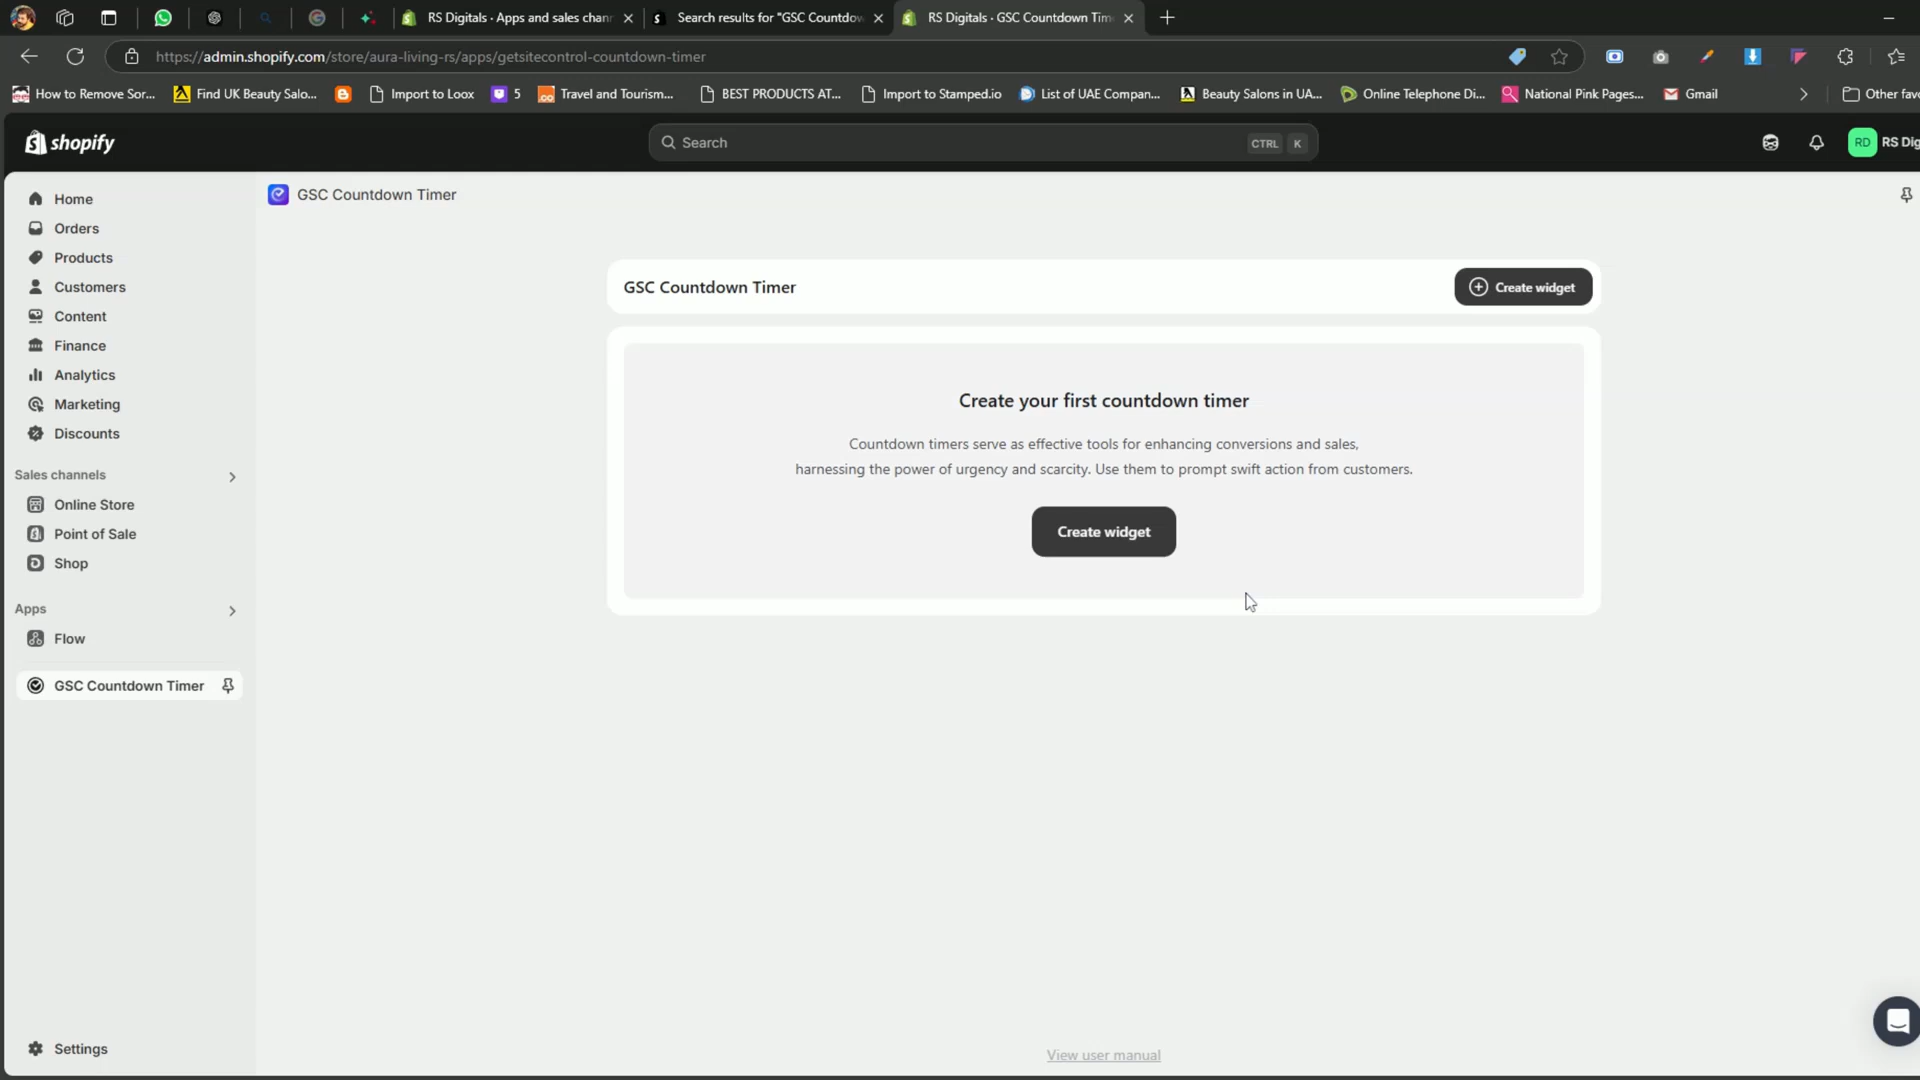 RS Digitals · Apps and sales chann
Search results for "GSC Countdow
RS Digitals · GSC Countdown Tim
https://admin.shopify.com/store/aura-living-rs/apps/getsitecontrol-countdown-timer
How to Remove Sor...
Find UK Beauty Salo...
Import to Loox
5
Travel and Tourism...
BEST PRODUCTS AT...
Import to Stamped.io
List of UAE Compan...
Beauty Salons in UA...
Online Telephone Di...
National Pink Pages...
Gmail
Other favo
shopify
Search
CTRL K
RD RS Dig
Home
Orders
Products
Customers
Content
Finance
Analytics
Marketing
Discounts
Sales channels
Online Store
Point of Sale
Shop
Apps
Flow
GSC Countdown Timer
Settings
GSC Countdown Timer
GSC Countdown Timer
Create widget
Create your first countdown timer
Countdown timers serve as effective tools for enhancing conversions and sales,
harnessing the power of urgency and scarcity. Use them to prompt swift action from customers.
Create widget
View user manual